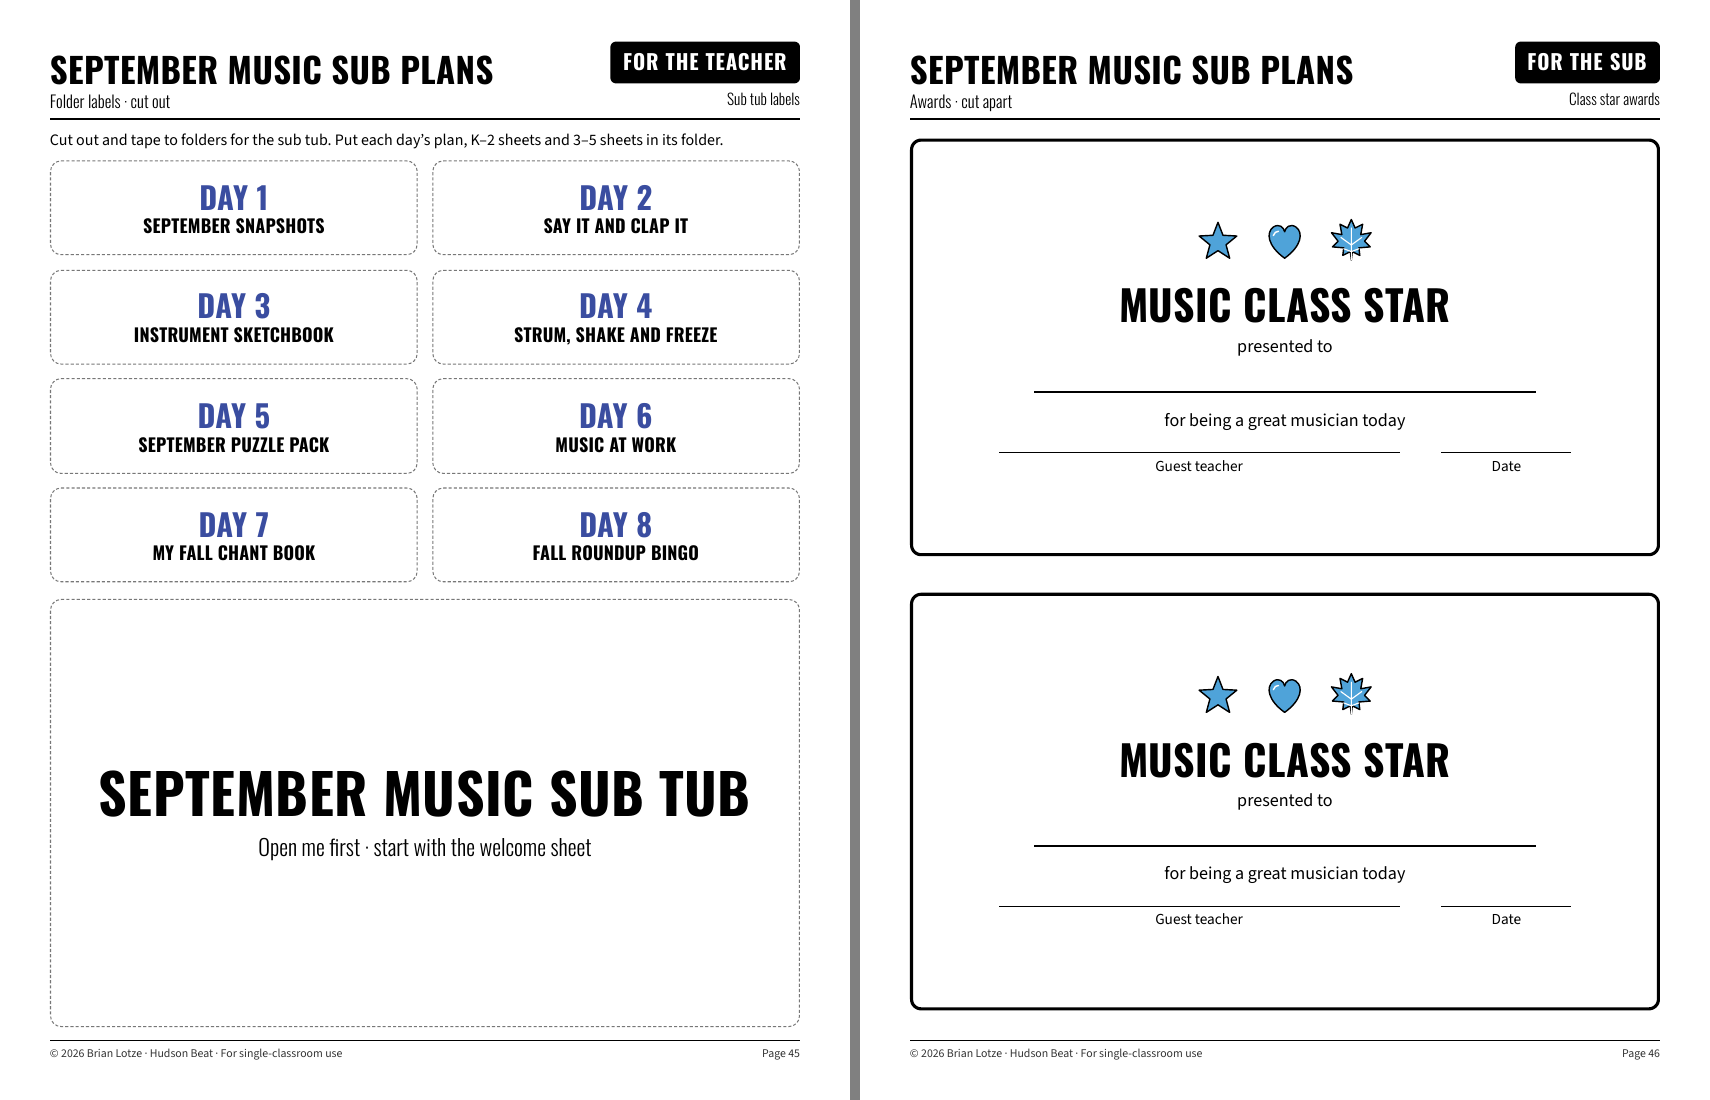 SEPTEMBER MUSIC SUB PLANS
FOR THE TEACHER
Folder labels · cut out
Sub tub labels
Cut out and tape to folders for the sub tub. Put each day’s plan, K–2 sheets and 3–5 sheets in its folder.
DAY 1
SEPTEMBER SNAPSHOTS
DAY 2
SAY IT AND CLAP IT
DAY 3
INSTRUMENT SKETCHBOOK
DAY 4
STRUM, SHAKE AND FREEZE
DAY 5
SEPTEMBER PUZZLE PACK
DAY 6
MUSIC AT WORK
DAY 7
MY FALL CHANT BOOK
DAY 8
FALL ROUNDUP BINGO
SEPTEMBER MUSIC SUB TUB
Open me first · start with the welcome sheet
© 2026 Brian Lotze · Hudson Beat · For single-classroom use
Page 45
SEPTEMBER MUSIC SUB PLANS
FOR THE SUB
Awards · cut apart
Class star awards
MUSIC CLASS STAR
presented to
for being a great musician today
Guest teacher
Date
MUSIC CLASS STAR
presented to
for being a great musician today
Guest teacher
Date
© 2026 Brian Lotze · Hudson Beat · For single-classroom use
Page 46